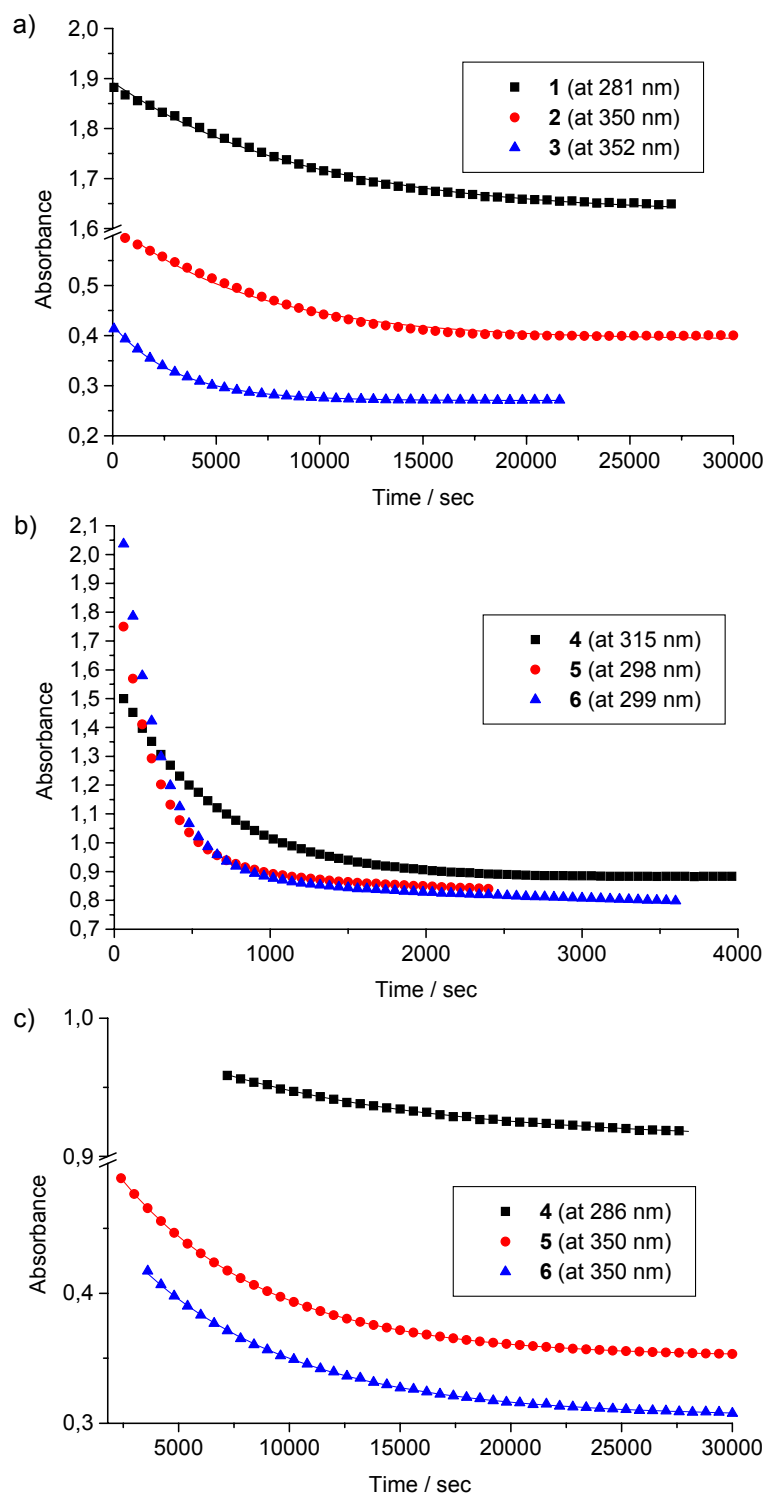 a)
2,0
1,9
1,8
1,7
1,6
1,6
0,5
0,4
0,3
0,2
Absorbance
1 (at 281 nm)
2 (at 350 nm)
3 (at 352 nm)
0 5000 10000 15000 20000 25000 30000
Time / sec
b)
2,1
2,0
1,9
1,8
1,7
1,6
1,5
1,4
1,3
1,2
1,1
1,0
0,9
0,8
0,7
Absorbance
4 (at 315 nm)
5 (at 298 nm)
6 (at 299 nm)
0 1000 2000 3000 4000
Time / sec
c)
1,0
0,9
0,4
0,3
Absorbance
4 (at 286 nm)
5 (at 350 nm)
6 (at 350 nm)
5000 10000 15000 20000 25000 30000
Time / sec